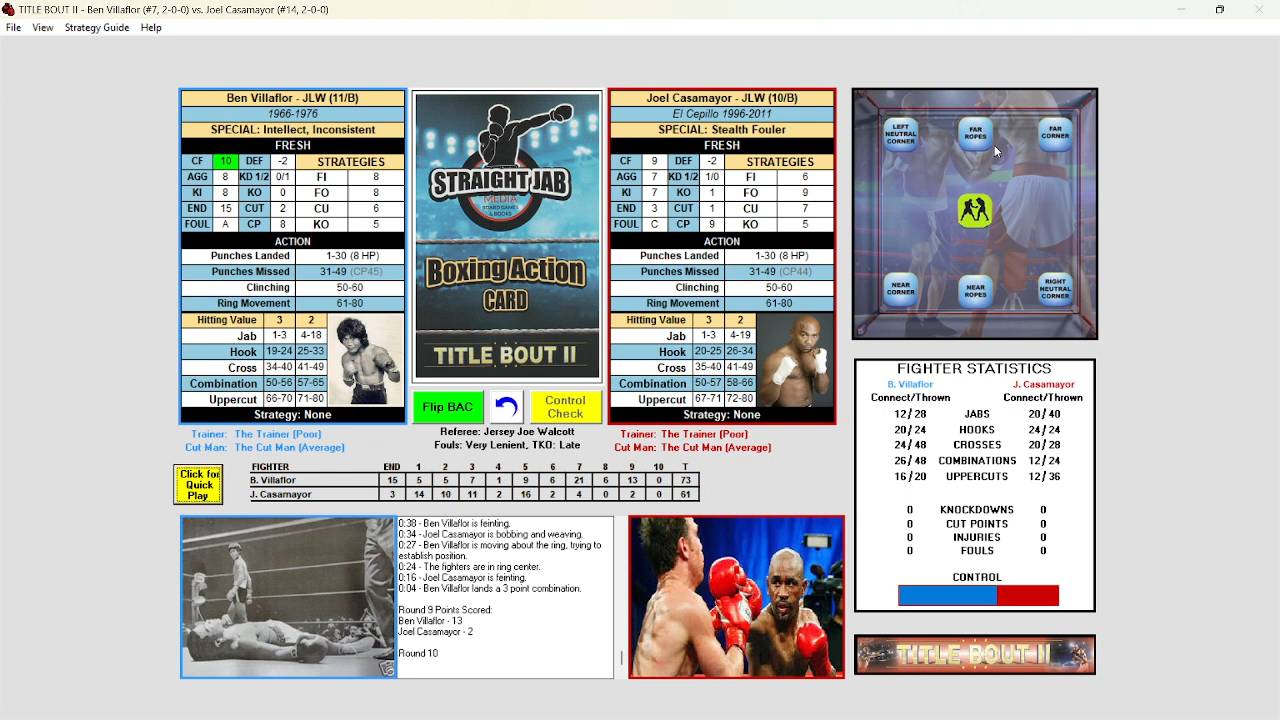 TITLE BOUT II - Ben Villaflor (#7, 2-0-0) vs. Joel Casamayor (#14, 2-0-0)
File View Strategy Guide Help
Ben Villaflor - JLW (11/B)
1966-1976
SPECIAL: Intellect, Inconsistent
FRESH
CF 10 DEF -2 STRATEGIES
AGG 8 KD 1/2 0/1 FI 8
KI 8 KO 0 FO 8
END 15 CUT 2 CU 6
FOUL A CP 8 KO 5
ACTION
Punches Landed 1-30 (8 HP)
Punches Missed 31-49 (CP45)
Clinching 50-60
Ring Movement 61-80
Hitting Value 3 2
Jab 1-3 4-18
Hook 19-24 25-33
Cross 34-40 41-49
Combination 50-56 57-65
Uppercut 66-70 71-80
Strategy: None
Trainer: The Trainer (Poor)
Cut Man: The Cut Man (Average)
STRAIGHT JAB
MEDIA
BOARD GAMES
& BOOKS
Boxing Action
CARD
TITLE BOUT II
Flip BAC
Control
Check
Referee: Jersey Joe Walcott
Fouls: Very Lenient, TKO: Late
Joel Casamayor - JLW (10/B)
El Cepillo 1996-2011
SPECIAL: Stealth Fouler
FRESH
CF 9 DEF -2 STRATEGIES
AGG 7 KD 1/2 1/0 FI 6
KI 7 KO 1 FO 9
END 3 CUT 1 CU 7
FOUL C CP 9 KO 5
ACTION
Punches Landed 1-30 (8 HP)
Punches Missed 31-49 (CP44)
Clinching 50-60
Ring Movement 61-80
Hitting Value 3 2
Jab 1-3 4-19
Hook 20-25 26-34
Cross 35-40 41-49
Combination 50-57 58-66
Uppercut 67-71 72-80
Strategy: None
Trainer: The Trainer (Poor)
Cut Man: The Cut Man (Average)
LEFT
NEUTRAL
CORNER
FAR
ROPES
FAR
CORNER
NEAR
CORNER
NEAR
ROPES
RIGHT
NEUTRAL
CORNER
Click for
Quick
Play
FIGHTER END 1 2 3 4 5 6 7 8 9 10 T
B. Villaflor 15 5 5 7 1 9 6 21 6 13 0 73
J. Casamayor 3 14 10 11 2 16 2 4 0 2 0 61
0:38 - Ben Villaflor is feinting.
0:34 - Joel Casamayor is bobbing and weaving.
0:27 - Ben Villaflor is moving about the ring, trying to
establish position.
0:24 - The fighters are in ring center.
0:16 - Joel Casamayor is feinting.
0:04 - Ben Villaflor lands a 3 point combination.
Round 9 Points Scored:
Ben Villaflor - 13
Joel Casamayor - 2
Round 10
FIGHTER STATISTICS
B. Villaflor J. Casamayor
Connect/Thrown Connect/Thrown
12/28 JABS 20/40
20/24 HOOKS 24/24
24/48 CROSSES 20/28
26/48 COMBINATIONS 12/24
16/20 UPPERCUTS 12/36
0 KNOCKDOWNS 0
0 CUT POINTS 0
0 INJURIES 0
0 FOULS 0
CONTROL
TITLE BOUT II